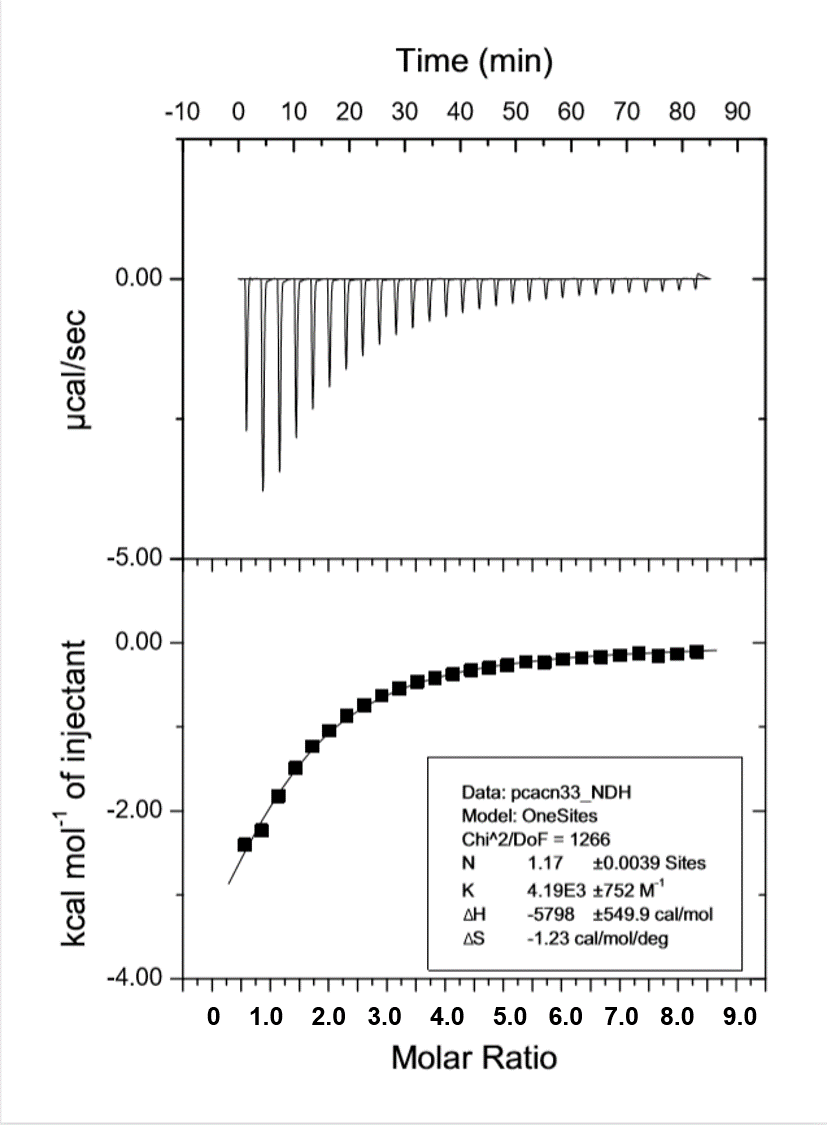 Time (min)
-10 0 10 20 30 40 50 60 70 80 90
0.00
µcal/sec
-5.00
0.00
kcal mol-1 of injectant
-2.00
Data: pcacn33_NDH
Model: OneSites
Chi^2/DoF = 1266
N 1.17 ±0.0039 Sites
K 4.19E3 ±752 M-1
ΔH -5798 ±549.9 cal/mol
ΔS -1.23 cal/mol/deg
-4.00
0 1.0 2.0 3.0 4.0 5.0 6.0 7.0 8.0 9.0
Molar Ratio